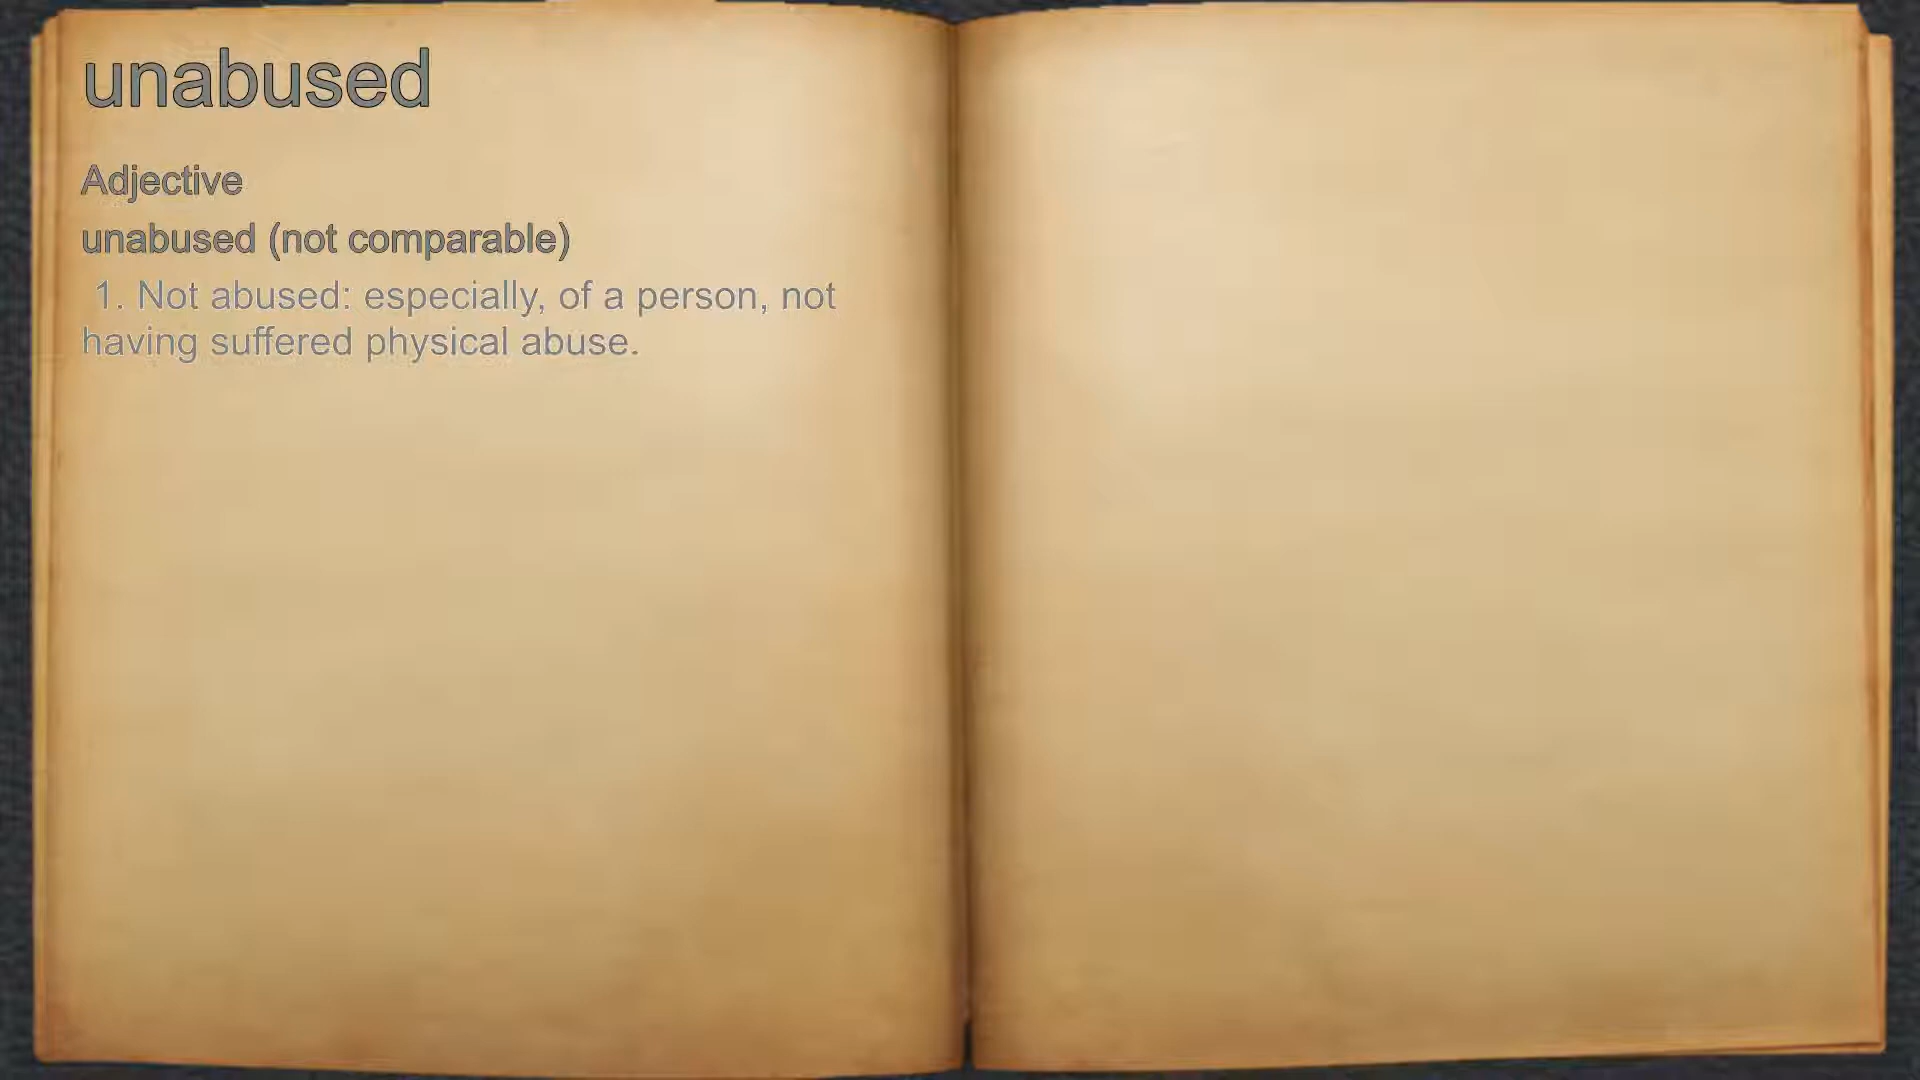 unabused
Adjective
unabused (not comparable)
1. Not abused: especially, of a person, not
having suffered physical abuse.